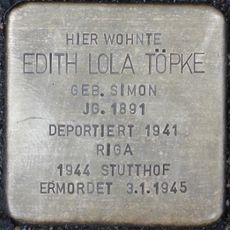 HIER WOHNTE
EDITH LOLA TÖPKE
GEB. SIMON
JG. 1891
DEPORTIERT 1941
RIGA
1944 STUTTHOF
ERMORDET 3.1.1945